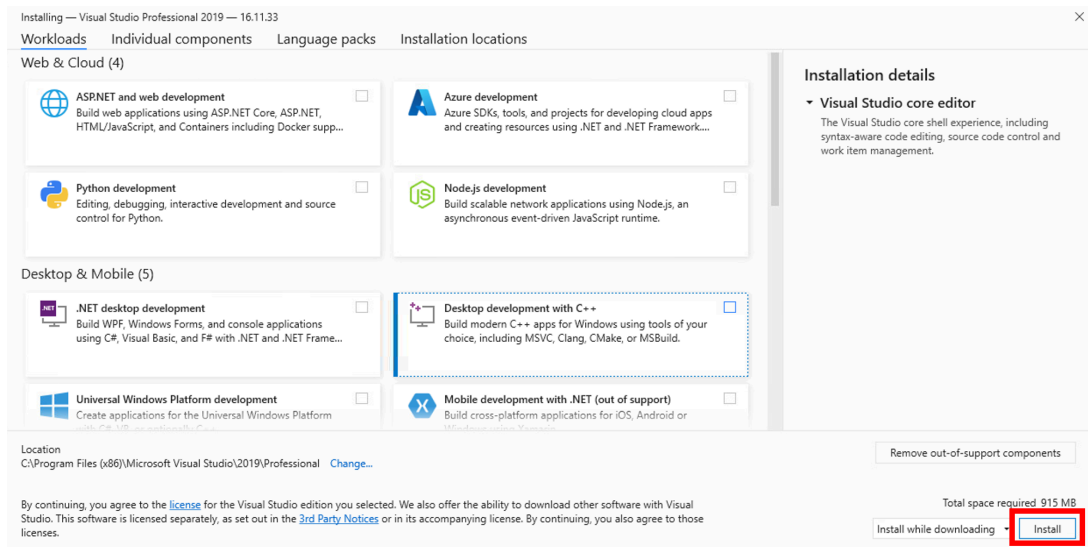 Installing — Visual Studio Professional 2019 — 16.11.33
Workloads Individual components Language packs Installation locations
Web & Cloud (4)
ASP.NET and web development
Build web applications using ASP.NET Core, ASP.NET,
HTML/JavaScript, and Containers including Docker supp...
Azure development
Azure SDKs, tools, and projects for developing cloud apps
and creating resources using .NET and .NET Framework....
Python development
Editing, debugging, interactive development and source
control for Python.
JS
Node.js development
Build scalable network applications using Node.js, an
asynchronous event-driven JavaScript runtime.
Desktop & Mobile (5)
.NET
.NET desktop development
Build WPF, Windows Forms, and console applications
using C#, Visual Basic, and F# with .NET and .NET Frame...
Desktop development with C++
Build modern C++ apps for Windows using tools of your
choice, including MSVC, Clang, CMake, or MSBuild.
Universal Windows Platform development
Create applications for the Universal Windows Platform
with C#, VB, or optionally C++.
Mobile development with .NET (out of support)
Build cross-platform applications for iOS, Android or
Windows using Xamarin.
Installation details
Visual Studio core editor
The Visual Studio core shell experience, including
syntax-aware code editing, source code control and
work item management.
Location
C:\Program Files (x86)\Microsoft Visual Studio\2019\Professional Change...
Remove out-of-support components
By continuing, you agree to the license for the Visual Studio edition you selected. We also offer the ability to download other software with Visual
Studio. This software is licensed separately, as set out in the 3rd Party Notices or in its accompanying license. By continuing, you also agree to those
licenses.
Total space required 915 MB
Install while downloading Install